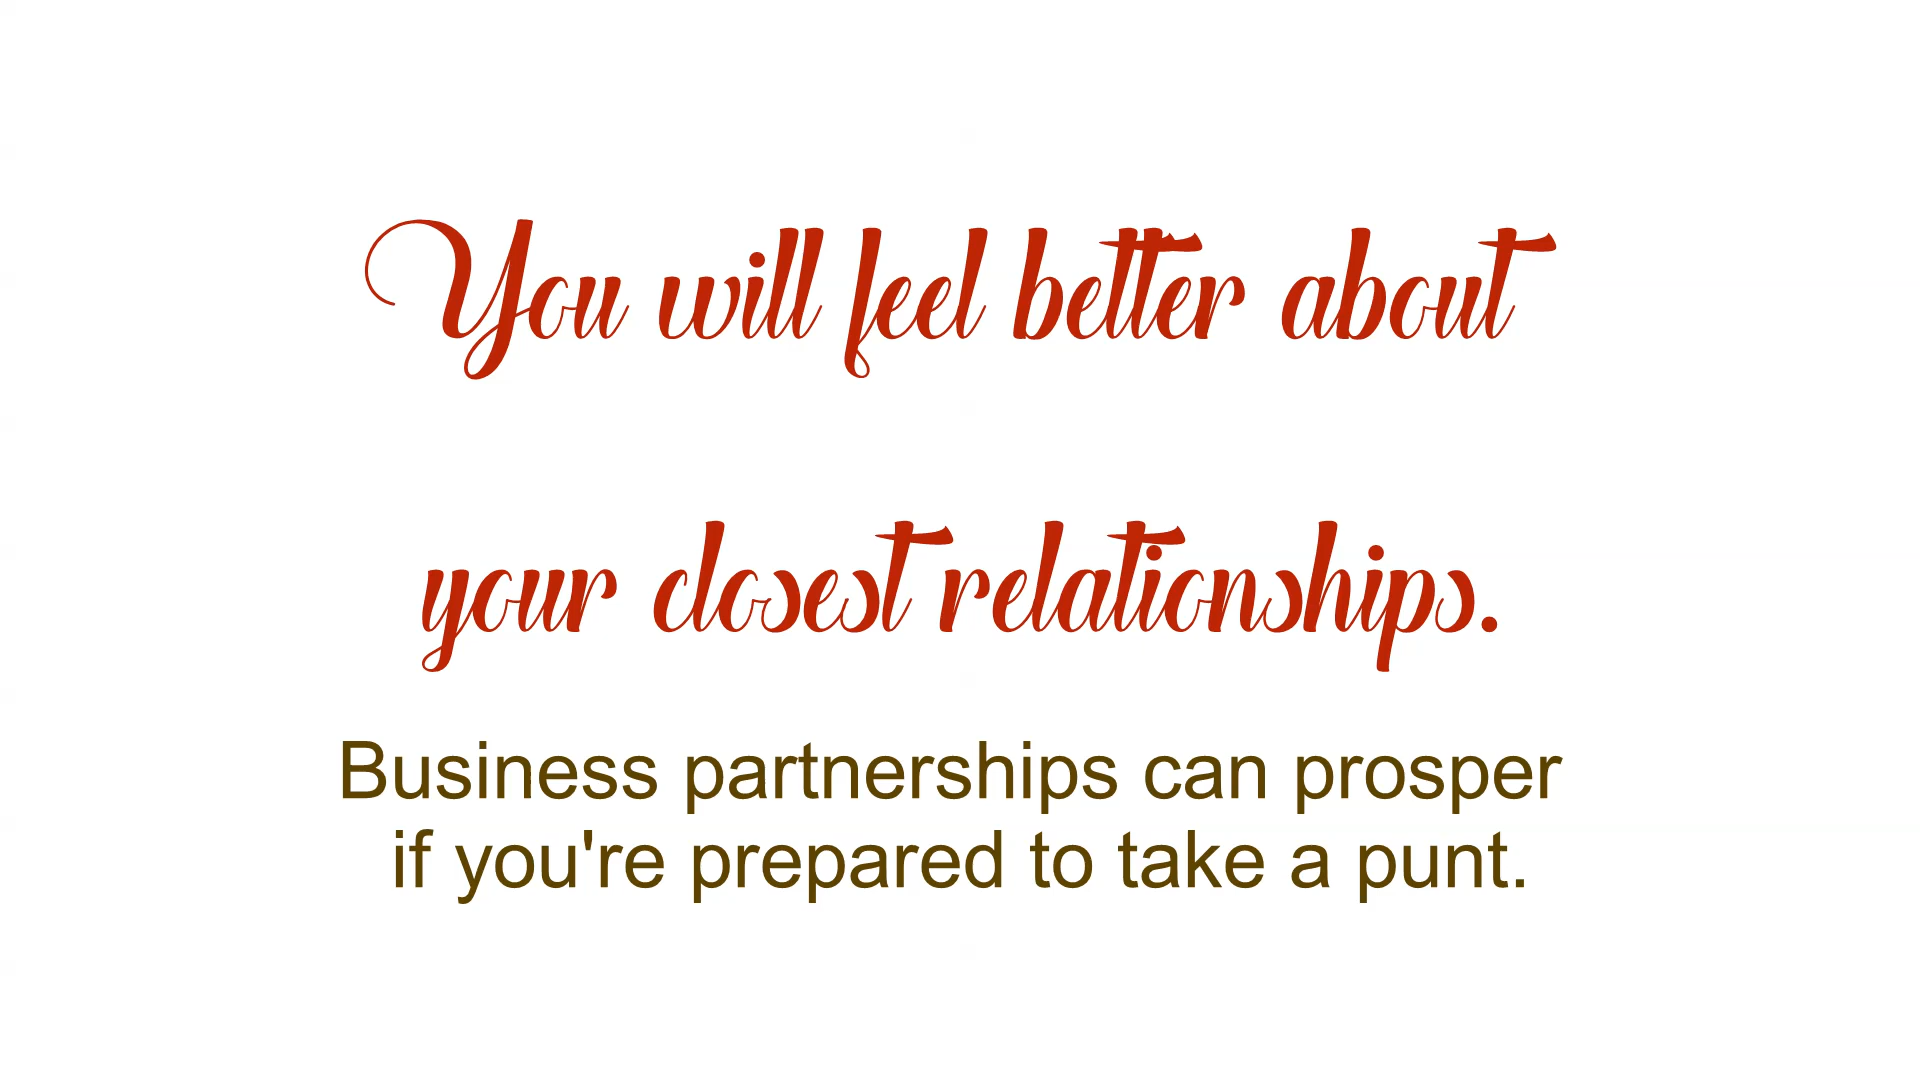 You will feel better about
your closest relationships.
Business partnerships can prosper
if you're prepared to take a punt.